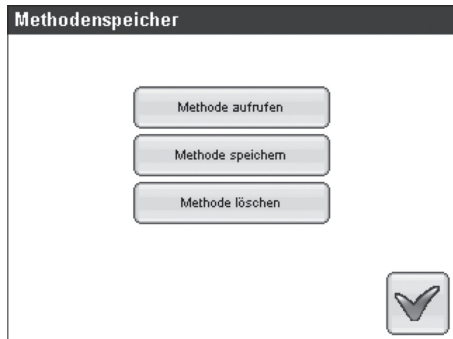 Methodenspeicher
Methode aufrufen
Methode speichern
Methode löschen